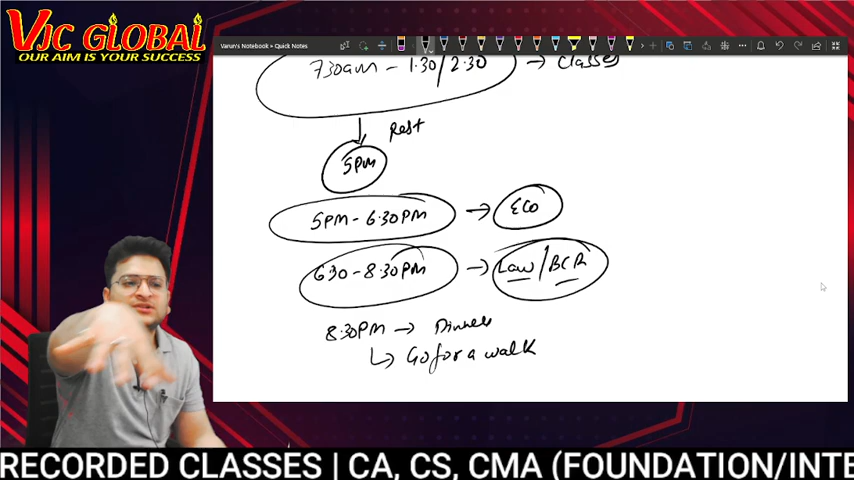 VJC GLOBAL
OUR AIM IS YOUR SUCCESS
Varun's Notebook » Quick Notes
730am - 1.30/2.30 → Classes
Rest
5PM
5PM - 6.30PM → ECO
6.30 - 8.30PM → Law/BCR
8.30PM → Dinner
↳ Go for a walk
RECORDED CLASSES | CA, CS, CMA (FOUNDATION/INTE